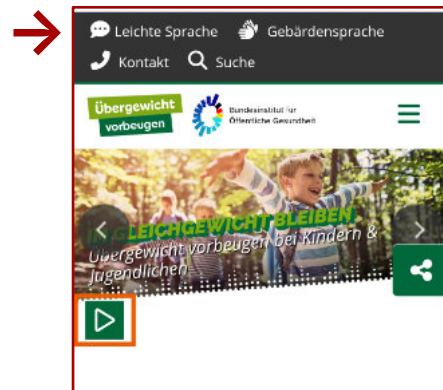 Leichte Sprache Gebärdensprache
Kontakt Suche
Übergewicht
vorbeugen
Bundesinstitut für
Öffentliche Gesundheit
IM GLEICHGEWICHT BLEIBEN
Übergewicht vorbeugen bei Kindern &
Jugendlichen